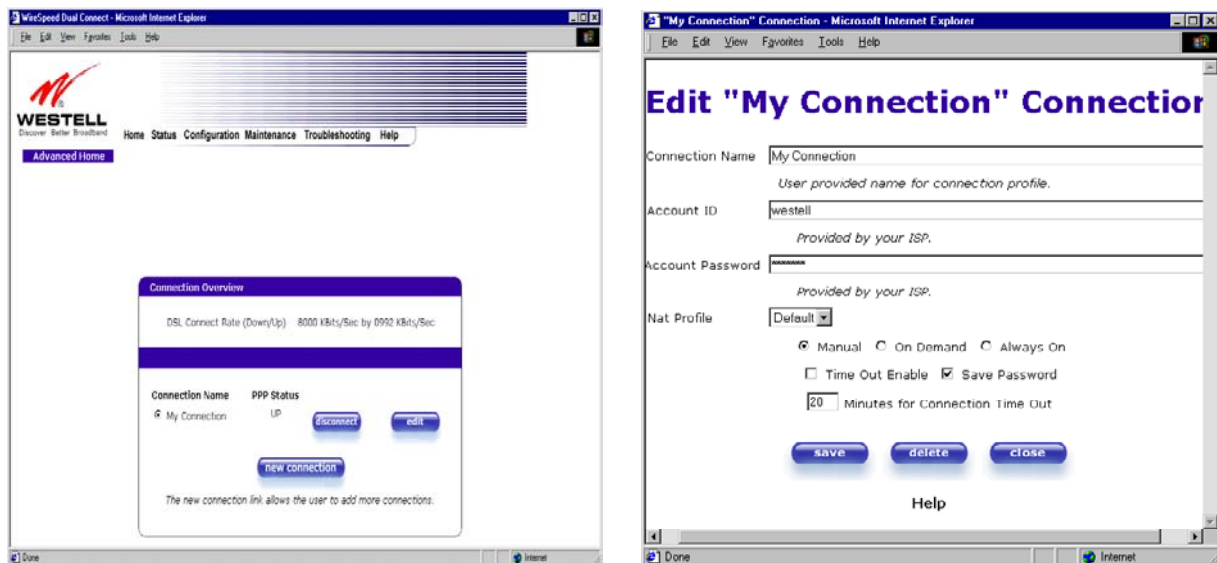 WireSpeed Dual Connect - Microsoft Internet Explorer
File Edit View Favorites Tools Help
WESTELL
Discover Better Broadband
Home Status Configuration Maintenance Troubleshooting Help
Advanced Home
Connection Overview
DSL Connect Rate (Down/Up) 8000 KBits/Sec by 0992 KBits/Sec
Connection Name PPP Status
My Connection UP disconnect edit
new connection
The new connection link allows the user to add more connections.
Done Internet
"My Connection" Connection - Microsoft Internet Explorer
File Edit View Favorites Tools Help
Edit "My Connection" Connection
Connection Name My Connection
User provided name for connection profile.
Account ID westell
Provided by your ISP.
Account Password *******
Provided by your ISP.
Nat Profile Default
Manual On Demand Always On
Time Out Enable Save Password
20 Minutes for Connection Time Out
save delete close
Help
Done Internet